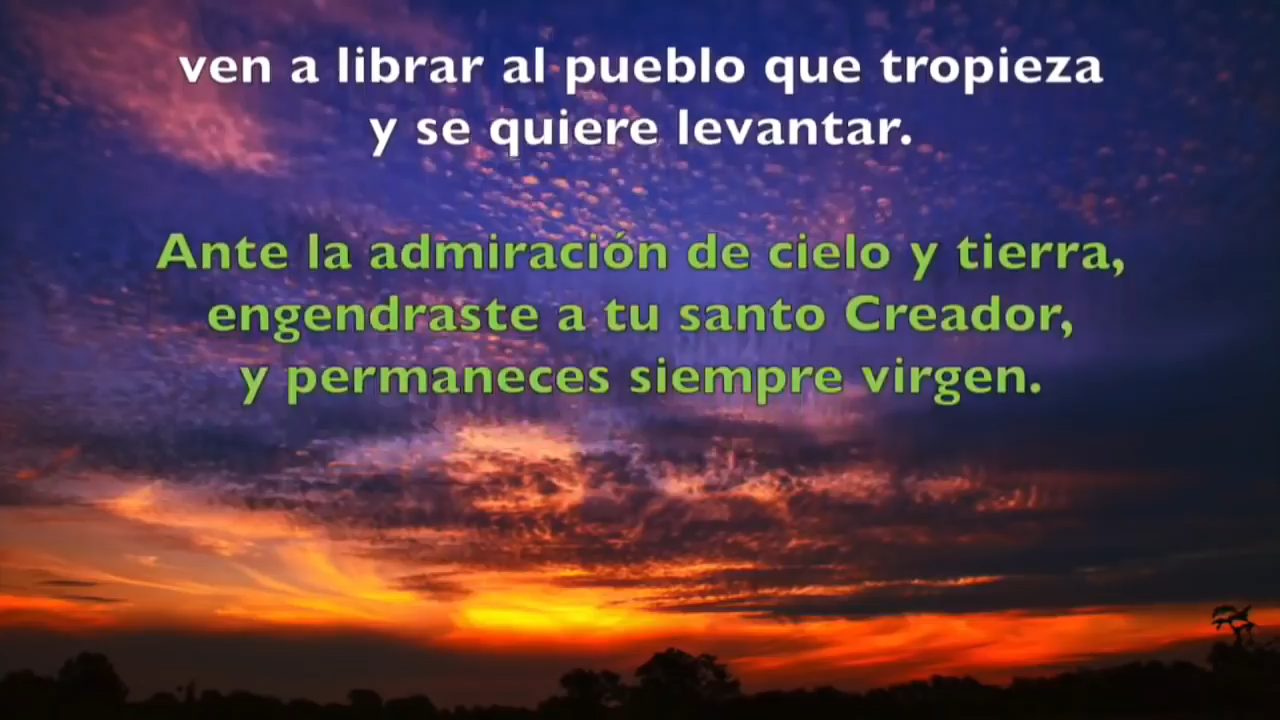 ven a librar al pueblo que tropieza
y se quiere levantar.
Ante la admiración de cielo y tierra,
engendraste a tu santo Creador,
y permaneces siempre virgen.